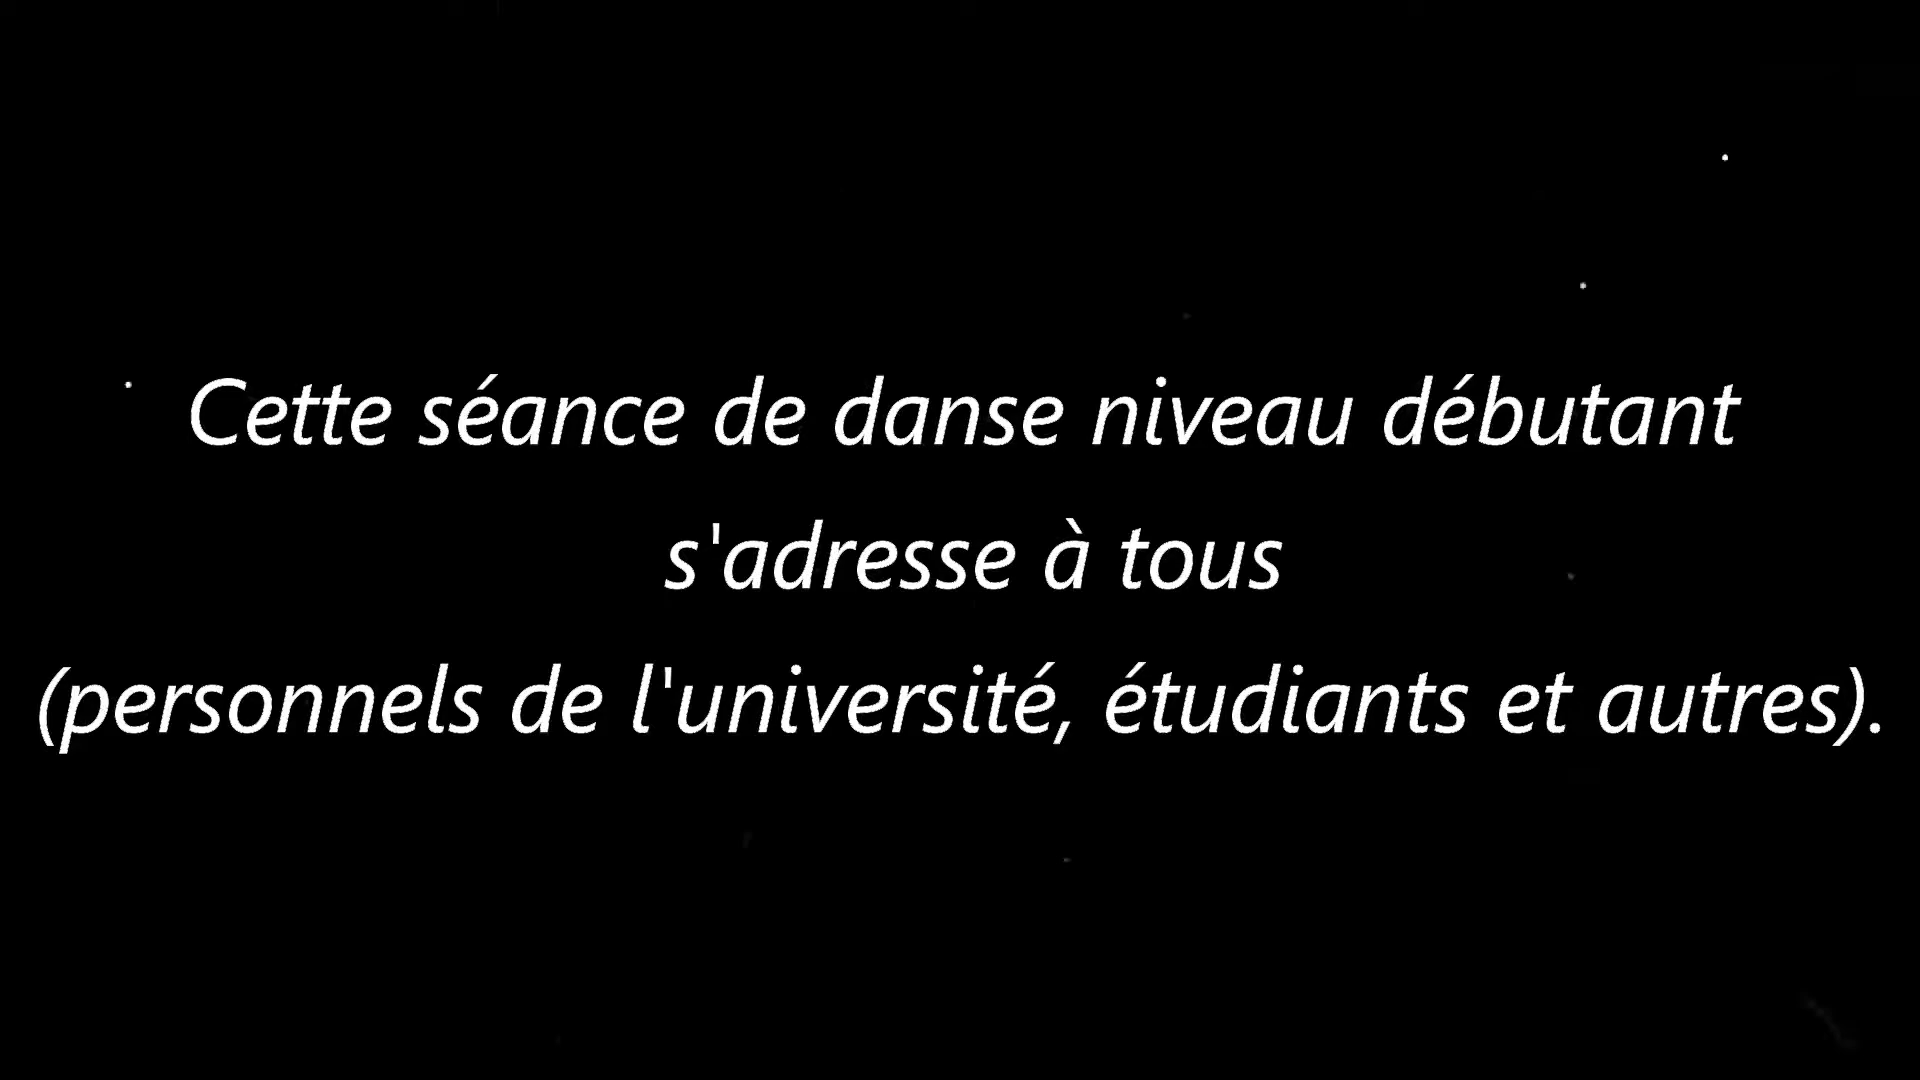 Cette séance de danse niveau débutant
s'adresse à tous
(personnels de l'université, étudiants et autres).